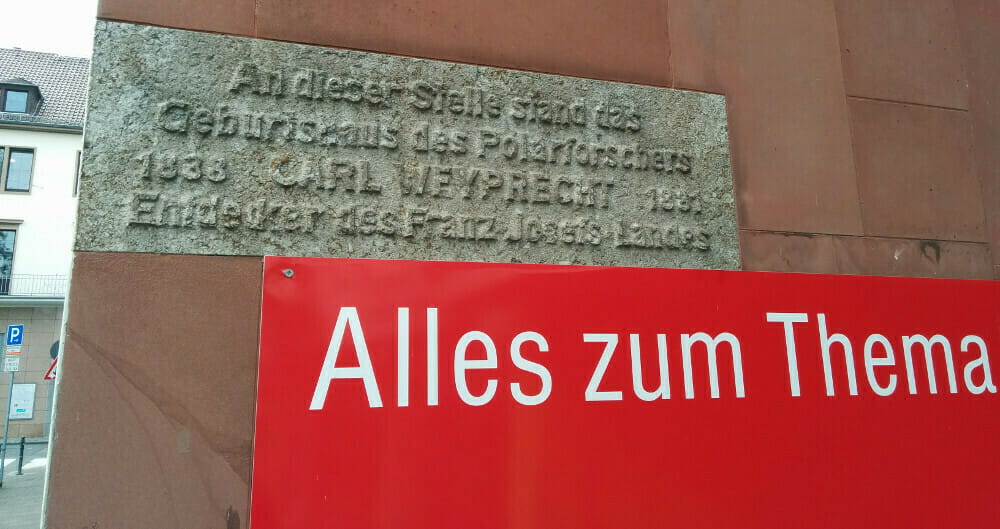 An dieser Stelle stand das
Geburtshaus des Polarforschers
1838 CARL WEYPRECHT 1881
Entdecker des Franz Josefs-Landes
Alles zum Thema
P